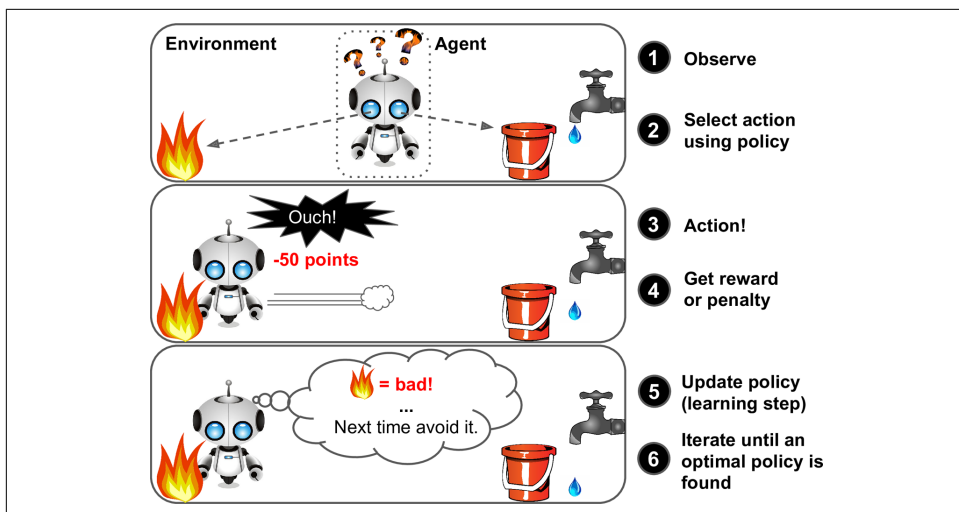 Environment
Agent
? ? ?
1 Observe
2 Select action
using policy
Ouch!
-50 points
3 Action!
4 Get reward
or penalty
= bad!
...
Next time avoid it.
5 Update policy
(learning step)
6 Iterate until an
optimal policy is
found